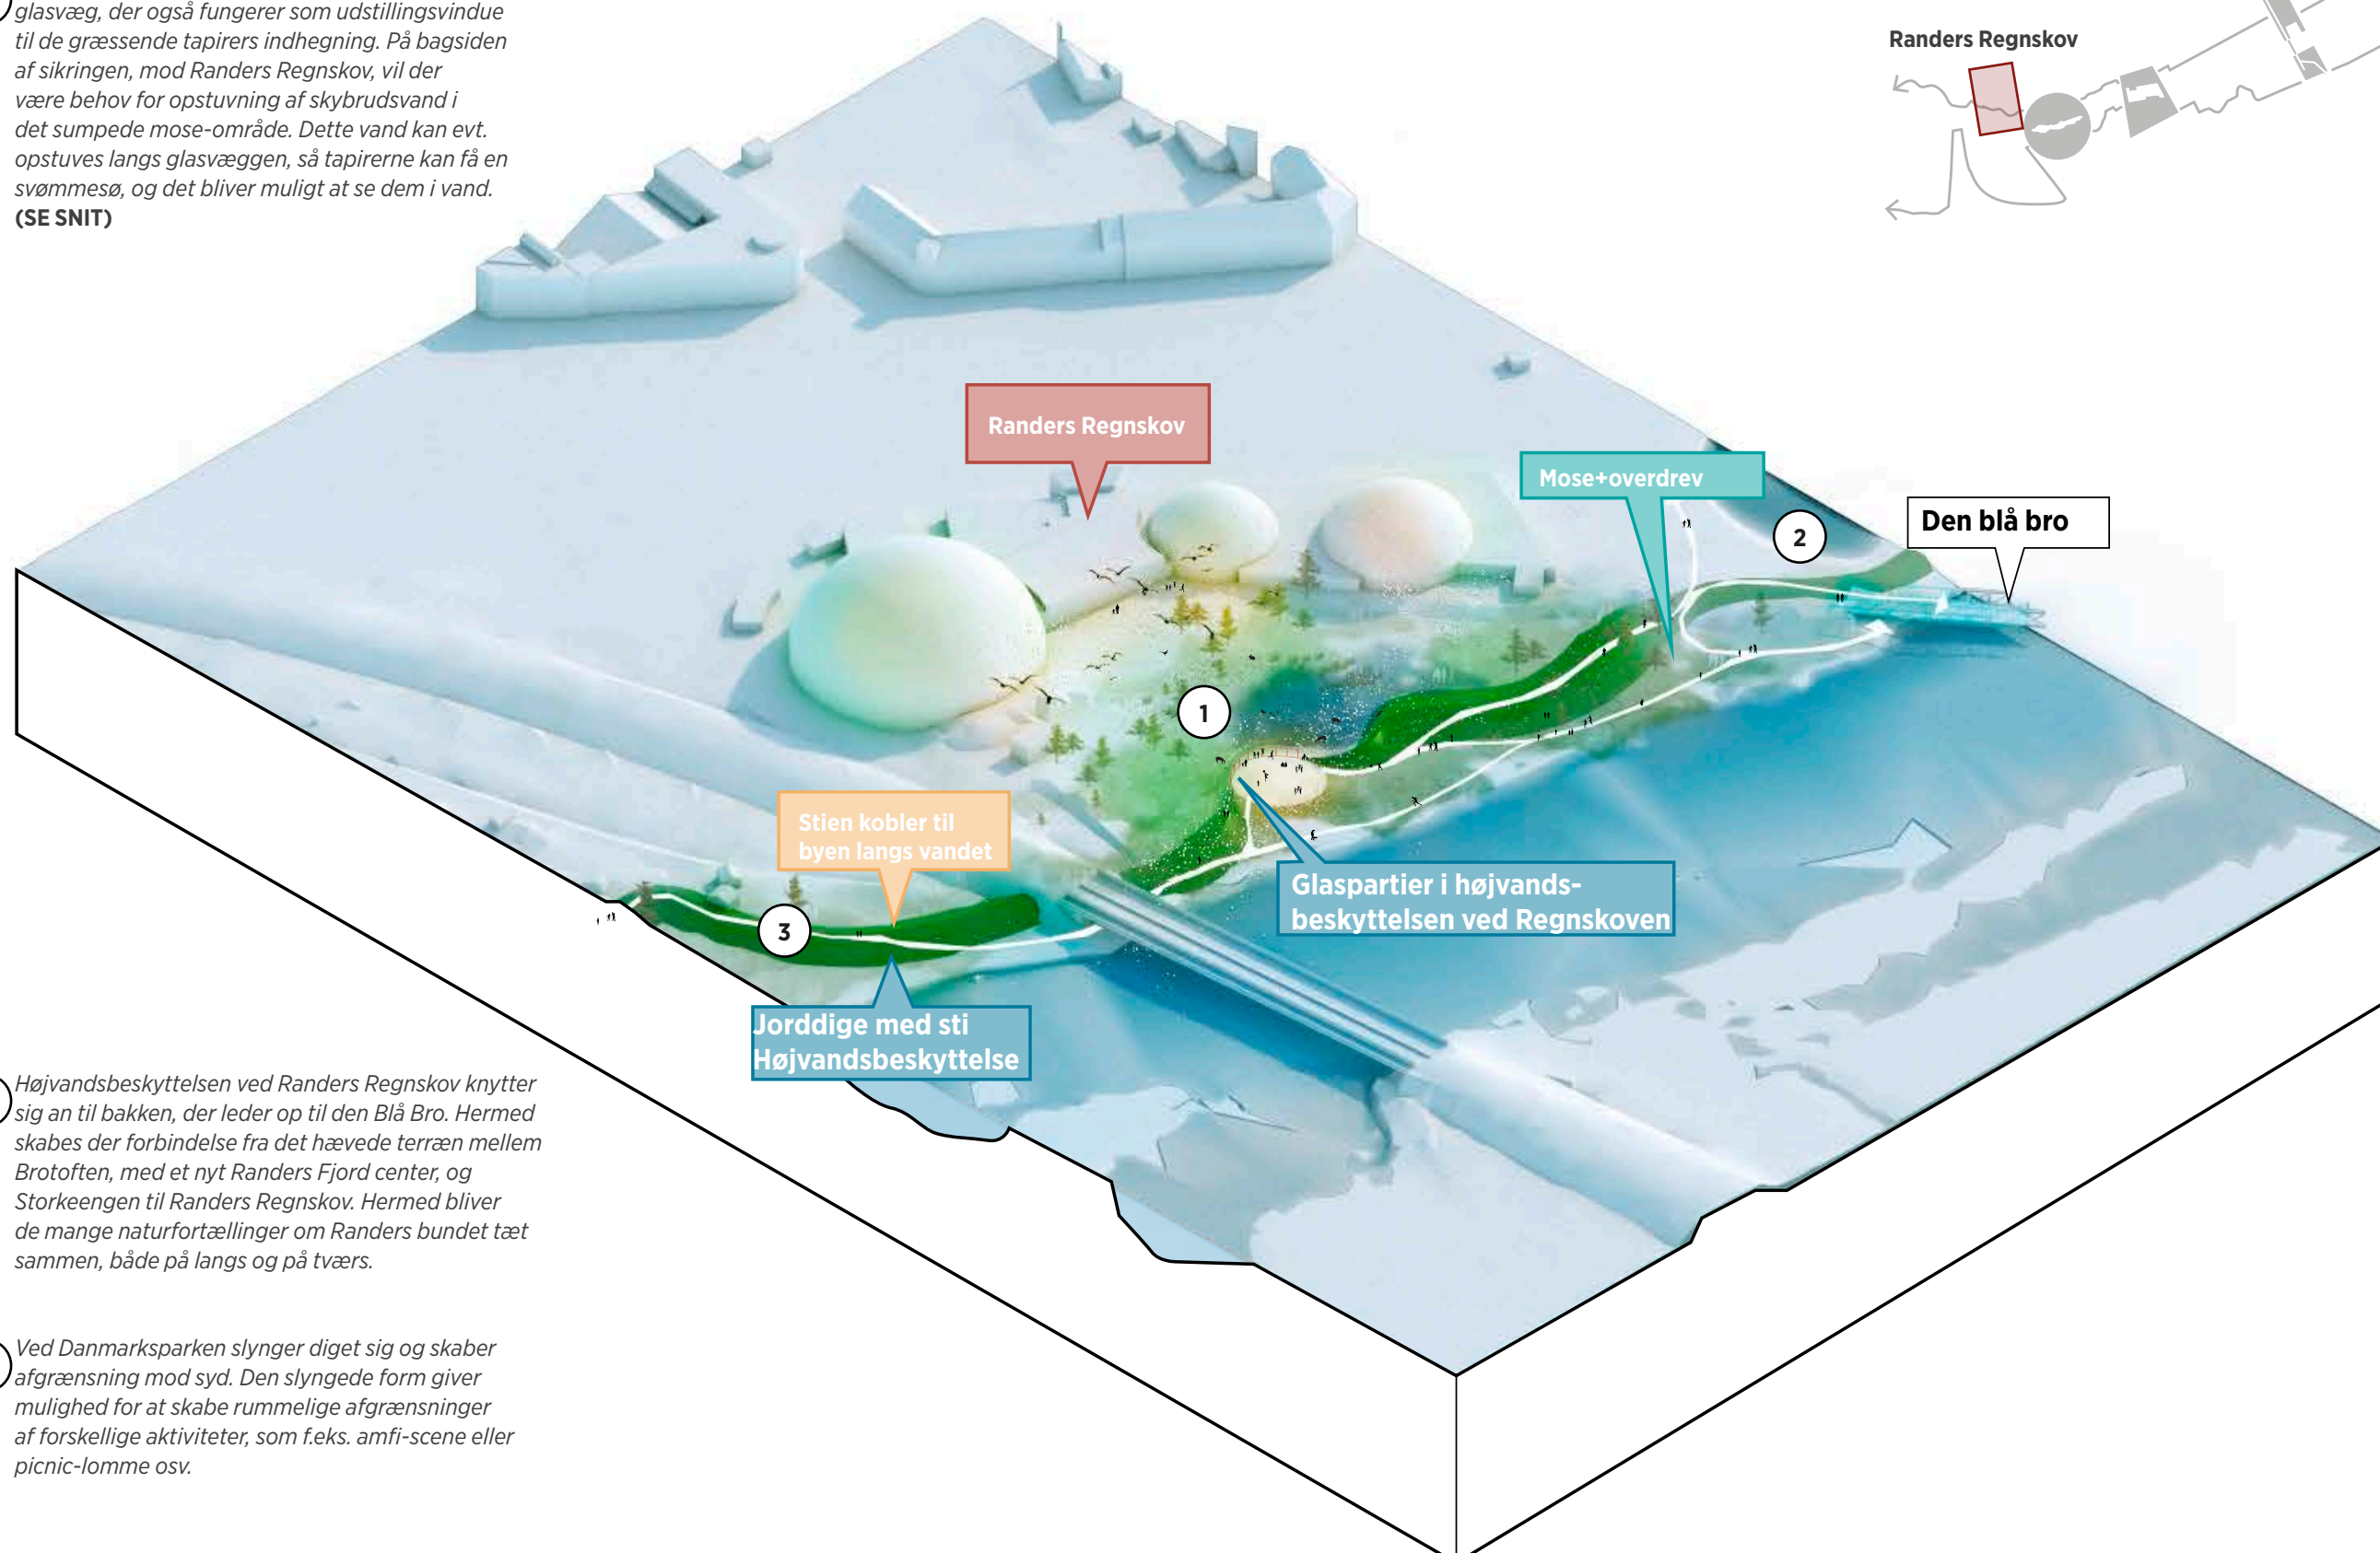 glasvæg, der også fungerer som udstillingsvindue
til de græssende tapirers indhegning. På bagsiden
af sikringen, mod Randers Regnskov, vil der
være behov for opstuvning af skybrudsvand i
det sumpede mose-område. Dette vand kan evt.
opstuves langs glasvæggen, så tapirerne kan få en
svømmesø, og det bliver muligt at se dem i vand.
(SE SNIT)
Randers Regnskov
Randers Regnskov
Mose+overdrev
2
Den blå bro
1
Stien kobler til
byen langs vandet
Glaspartier i højvands-
beskyttelsen ved Regnskoven
3
Jorddige med sti
Højvandsbeskyttelse
Højvandsbeskyttelsen ved Randers Regnskov knytter
sig an til bakken, der leder op til den Blå Bro. Hermed
skabes der forbindelse fra det hævede terræn mellem
Brotoften, med et nyt Randers Fjord center, og
Storkeengen til Randers Regnskov. Hermed bliver
de mange naturfortællinger om Randers bundet tæt
sammen, både på langs og på tværs.
Ved Danmarksparken slynger diget sig og skaber
afgrænsning mod syd. Den slyngede form giver
mulighed for at skabe rummelige afgrænsninger
af forskellige aktiviteter, som f.eks. amfi-scene eller
picnic-lomme osv.